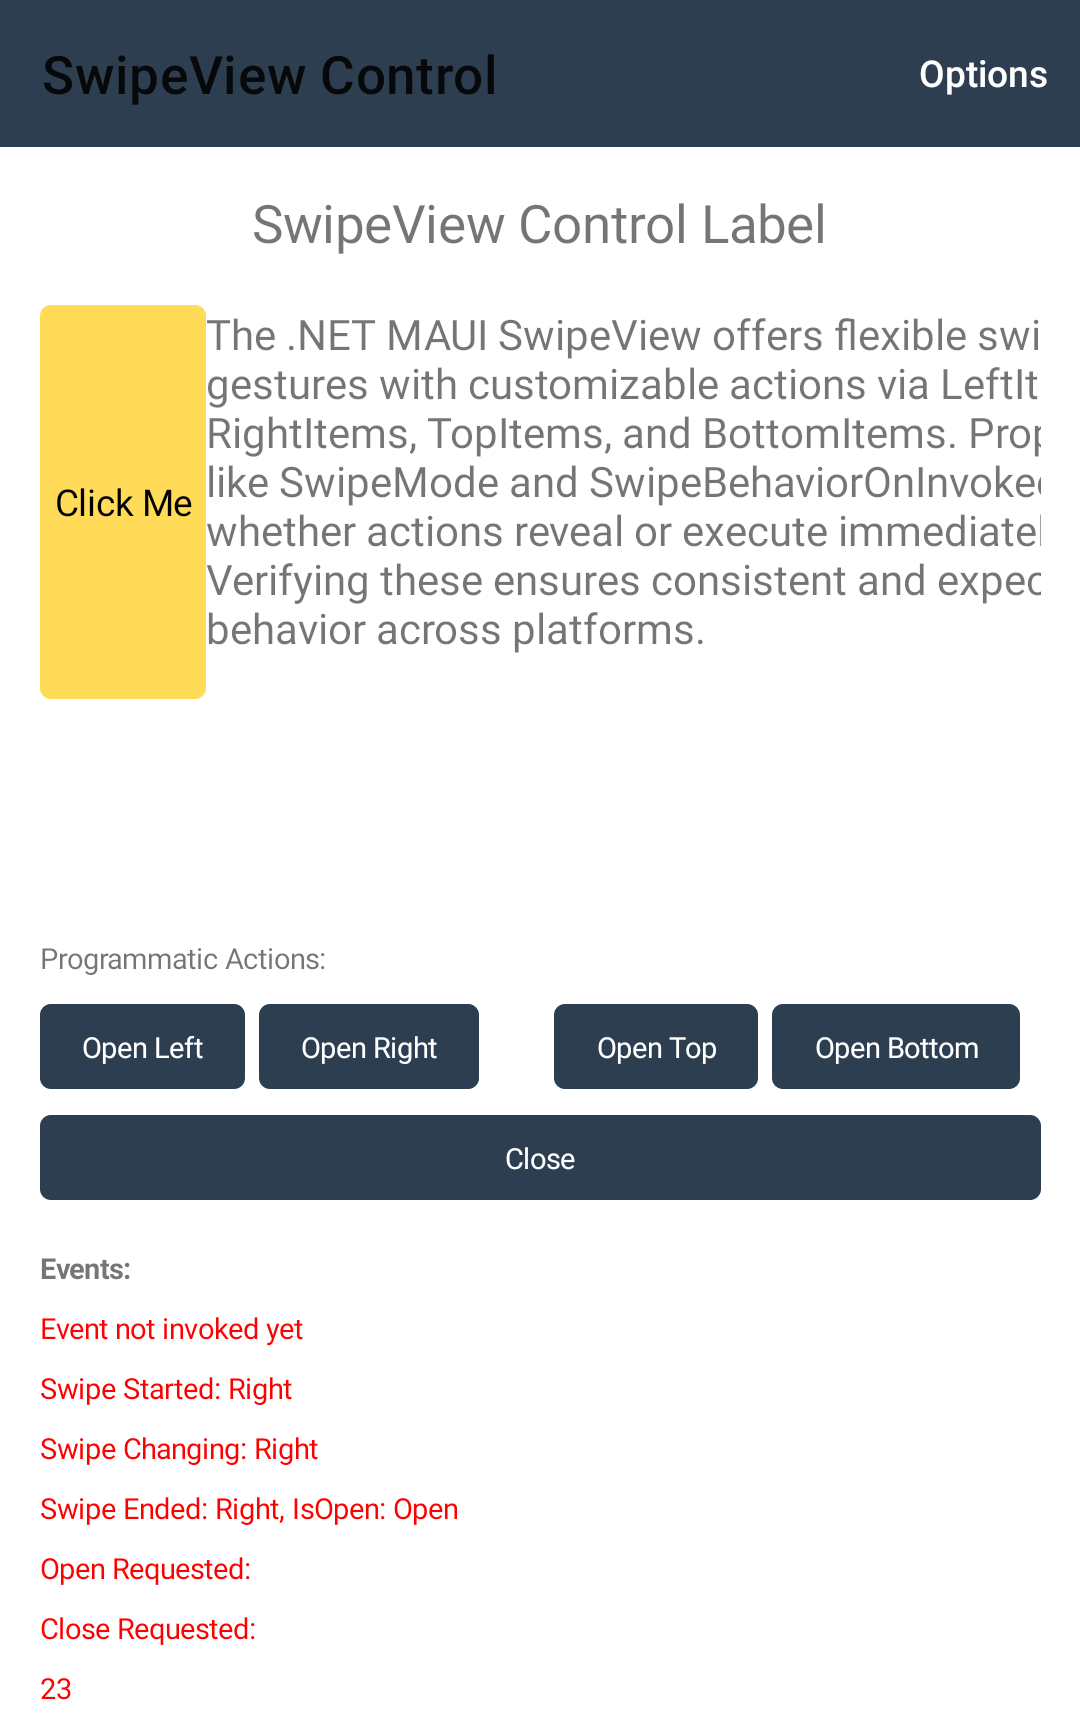 SwipeView Control
Options
SwipeView Control Label
Click Me
The .NET MAUI SwipeView offers flexible swi
gestures with customizable actions via LeftIt
RightItems, TopItems, and BottomItems. Prop
like SwipeMode and SwipeBehaviorOnInvoked
whether actions reveal or execute immediatel
Verifying these ensures consistent and expec
behavior across platforms.
Programmatic Actions:
Open Left
Open Right
Open Top
Open Bottom
Close
Events:
Event not invoked yet
Swipe Started: Right
Swipe Changing: Right
Swipe Ended: Right, IsOpen: Open
Open Requested:
Close Requested:
23